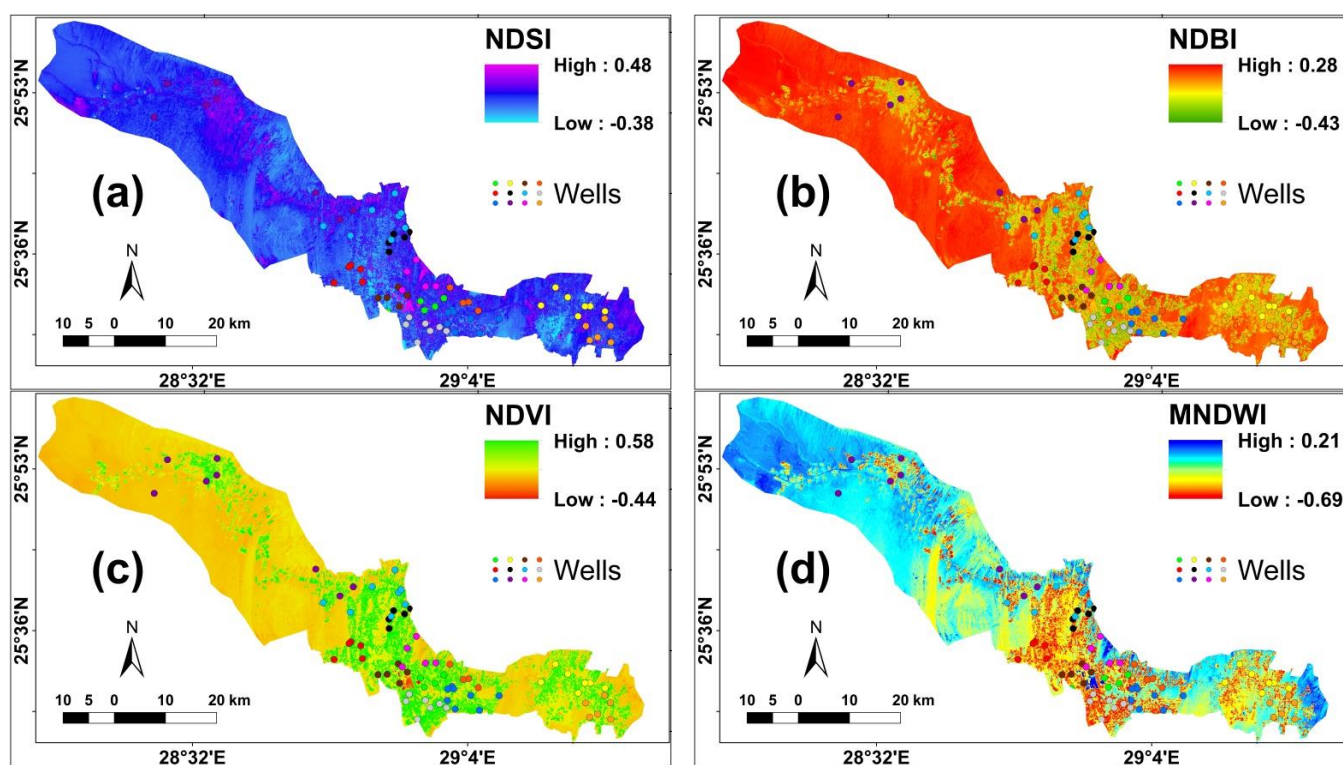 NDSI
High : 0.48
Low : -0.38
Wells
(a)
25°53'N
25°36'N
N
10 5 0 10 20 km
28°32'E 29°4'E
NDBI
High : 0.28
Low : -0.43
Wells
(b)
25°53'N
25°36'N
N
10 5 0 10 20 km
28°32'E 29°4'E
NDVI
High : 0.58
Low : -0.44
Wells
(c)
25°53'N
25°36'N
N
10 5 0 10 20 km
28°32'E 29°4'E
MNDWI
High : 0.21
Low : -0.69
Wells
(d)
25°53'N
25°36'N
N
10 5 0 10 20 km
28°32'E 29°4'E